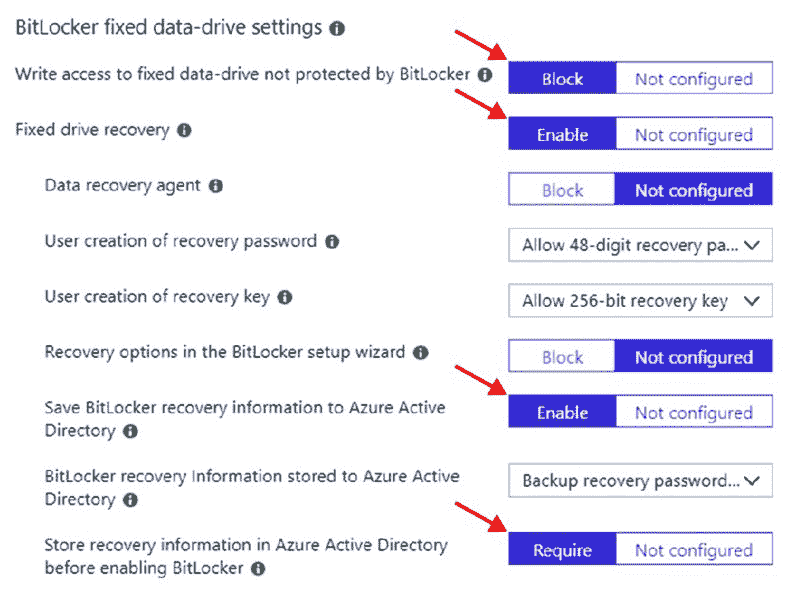 BitLocker fixed data-drive settings
Write access to fixed data-drive not protected by BitLocker Block Not configured
Fixed drive recovery Enable Not configured
Data recovery agent Block Not configured
User creation of recovery password Allow 48-digit recovery pa...
User creation of recovery key Allow 256-bit recovery key
Recovery options in the BitLocker setup wizard Block Not configured
Save BitLocker recovery information to Azure Active
Directory Enable Not configured
BitLocker recovery Information stored to Azure Active
Directory Backup recovery password...
Store recovery information in Azure Active Directory
before enabling BitLocker Require Not configured